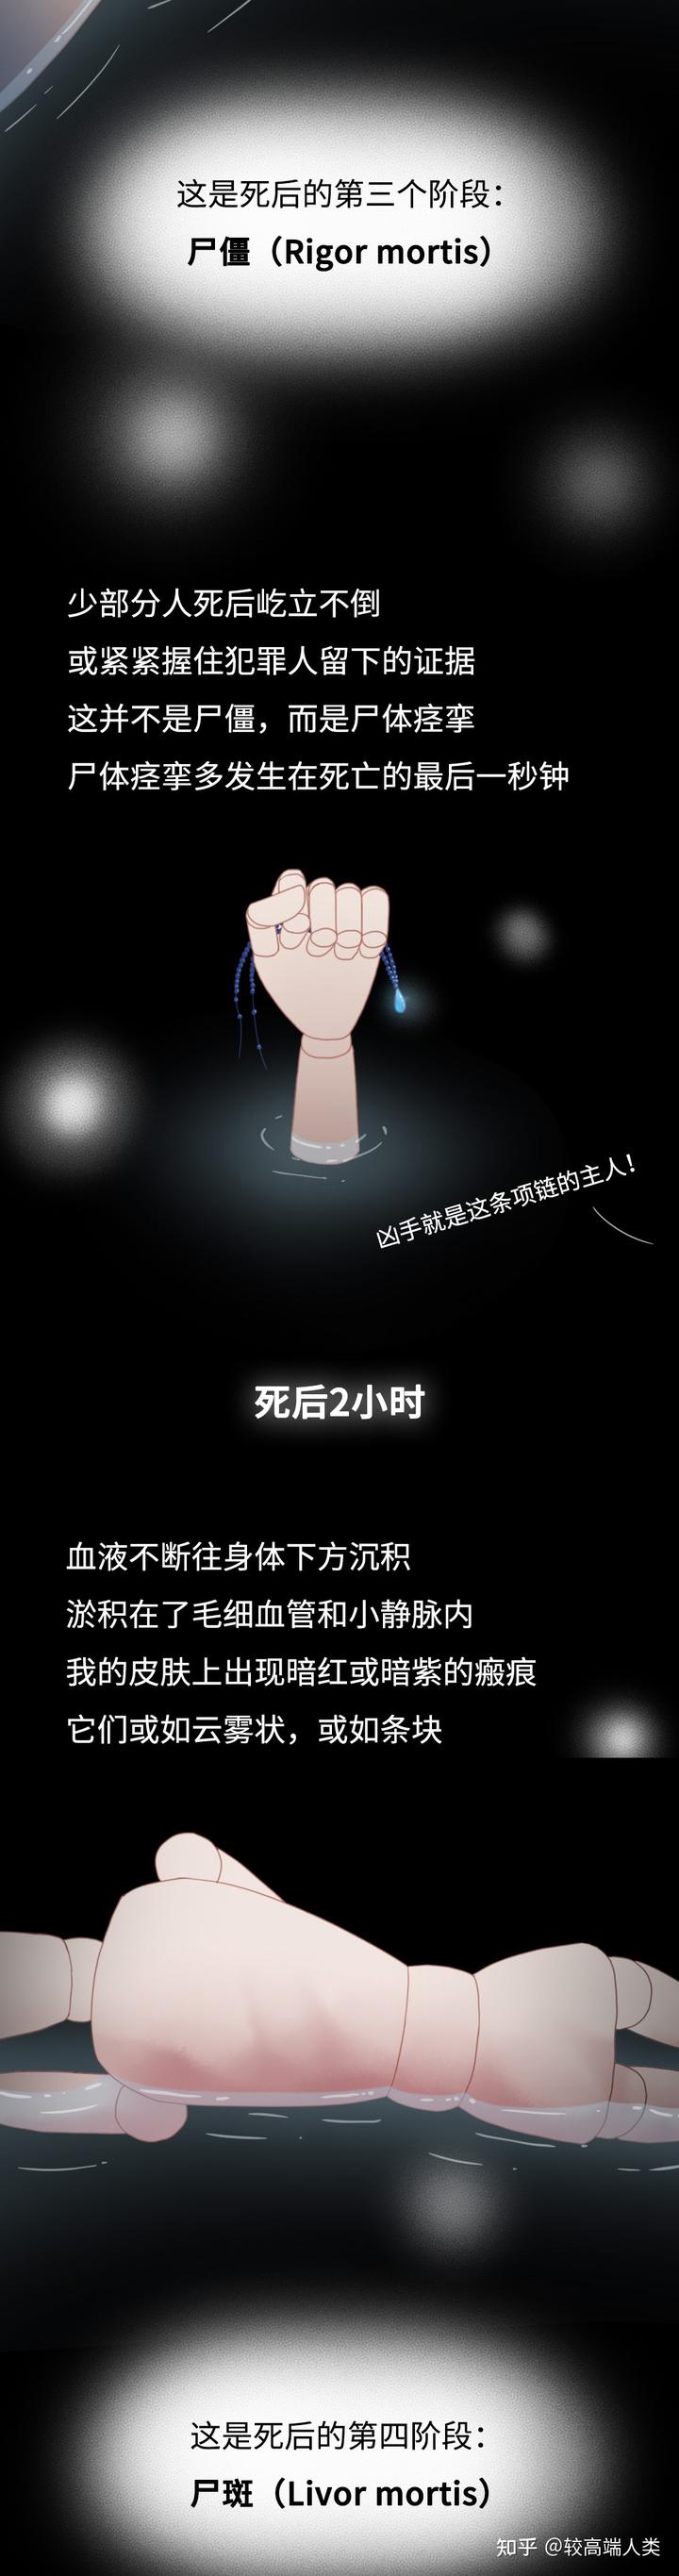 这是死后的第三个阶段：
尸僵（Rigor mortis）
少部分人死后屹立不倒
或紧紧握住犯罪人留下的证据
这并不是尸僵，而是尸体痉挛
尸体痉挛多发生在死亡的最后一秒钟
凶手就是这条项链的主人！
死后2小时
血液不断往身体下方沉积
淤积在了毛细血管和小静脉内
我的皮肤上出现暗红或暗紫的瘢痕
它们或如云雾状，或如条块
这是死后的第四阶段：
尸斑（Livor mortis）
知乎 @较高端人类